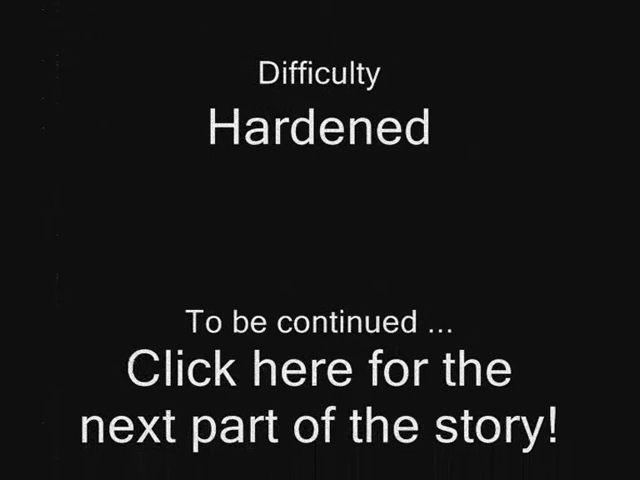 Difficulty
Hardened
To be continued ...
Click here for the
next part of the story!